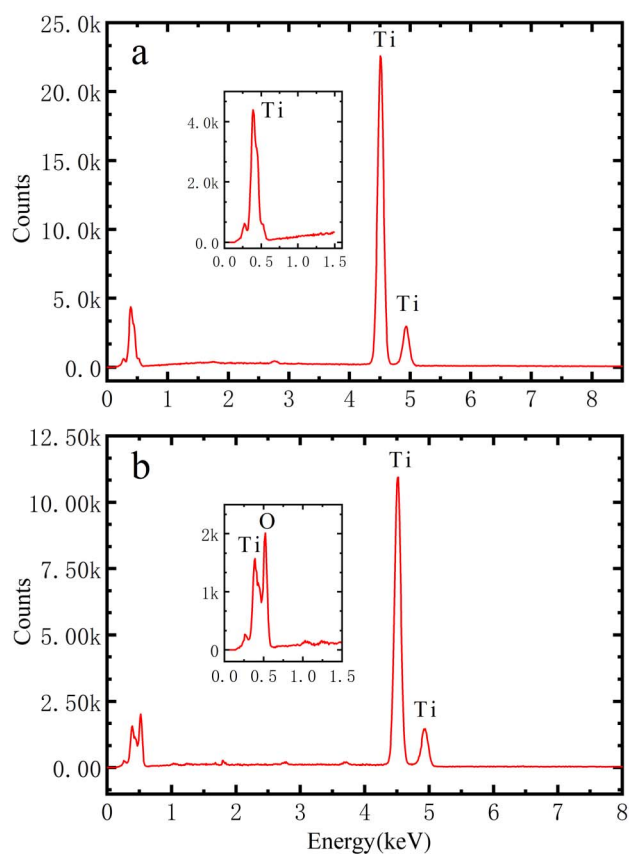 25.0k
a
Ti
20.0k
Ti
4.0k
15.0k
2.0k
Counts
10.0k
0.0
0.0 0.5 1.0 1.5
5.0k
Ti
0.0
0 1 2 3 4 5 6 7 8
12.50k
b
Ti
10.00k
O
2k
Ti
7.50k
1k
Counts
5.00k
0
0.0 0.5 1.0 1.5
2.50k
Ti
0.00
0 1 2 3 4 5 6 7 8
Energy(keV)